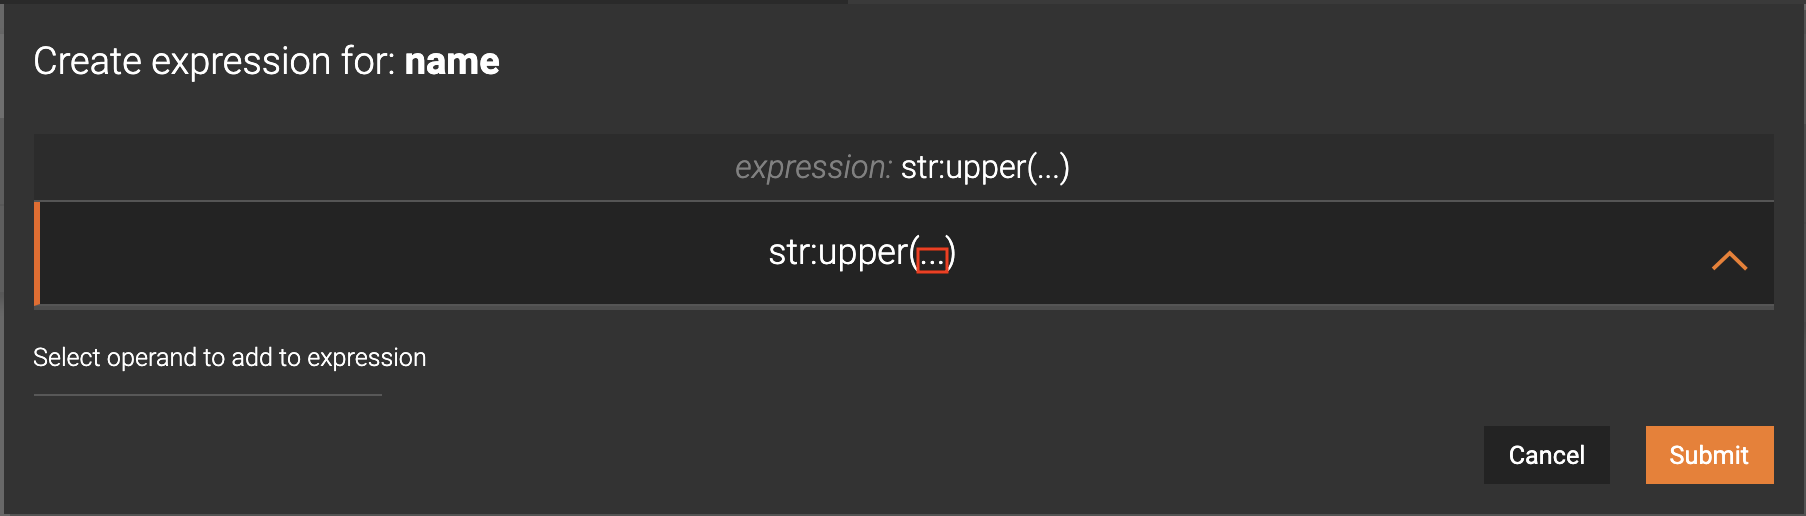 Create expression for: name
expression: str:upper(...)
str:upper(...)
Select operand to add to expression
Cancel Submit